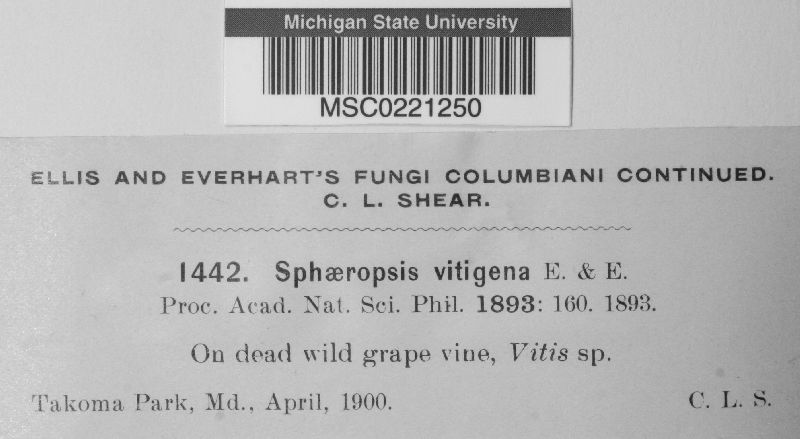 Michigan State University
MSC0221250
ELLIS AND EVERHART'S FUNGI COLUMBIANI CONTINUED.
C. L. SHEAR.
1442. Sphæropsis vitigena E. & E.
Proc. Acad. Nat. Sci. Phil. 1893: 160. 1893.
On dead wild grape vine, Vitis sp.
Takoma Park, Md., April, 1900. C. L. S.